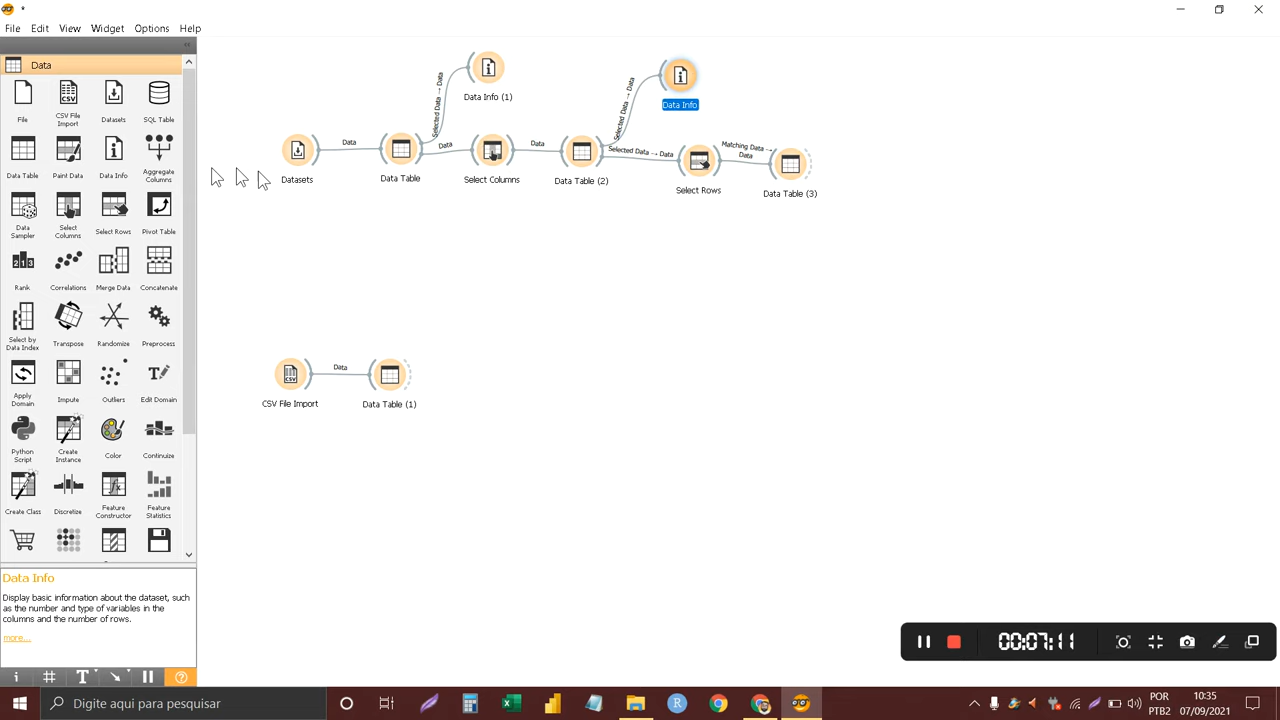 *
File Edit View Widget Options Help
Data
File CSV File Import Datasets SQL Table
Data Table Paint Data Data Info Aggregate Columns
Data Sampler Select Columns Select Rows Pivot Table
Rank Correlations Merge Data Concatenate
Select by Data Index Transpose Randomize Preprocess
Apply Domain Impute Outliers Edit Domain
Python Script Create Instance Color Continuize
Create Class Discretize Feature Constructor Feature Statistics
Data Info
Display basic information about the dataset, such
as the number and type of variables in the
columns and the number of rows.
more...
Data Info (1)
Data Info
Selected Data → Data
Selected Data → Data
Data
Data
Data
Selected Data → Data
Matching Data →
Data
Datasets
Data Table
Select Columns
Data Table (2)
Select Rows
Data Table (3)
Data
CSV File Import
Data Table (1)
00:07:11
Digite aqui para pesquisar
POR
PTB2
10:35
07/09/2021